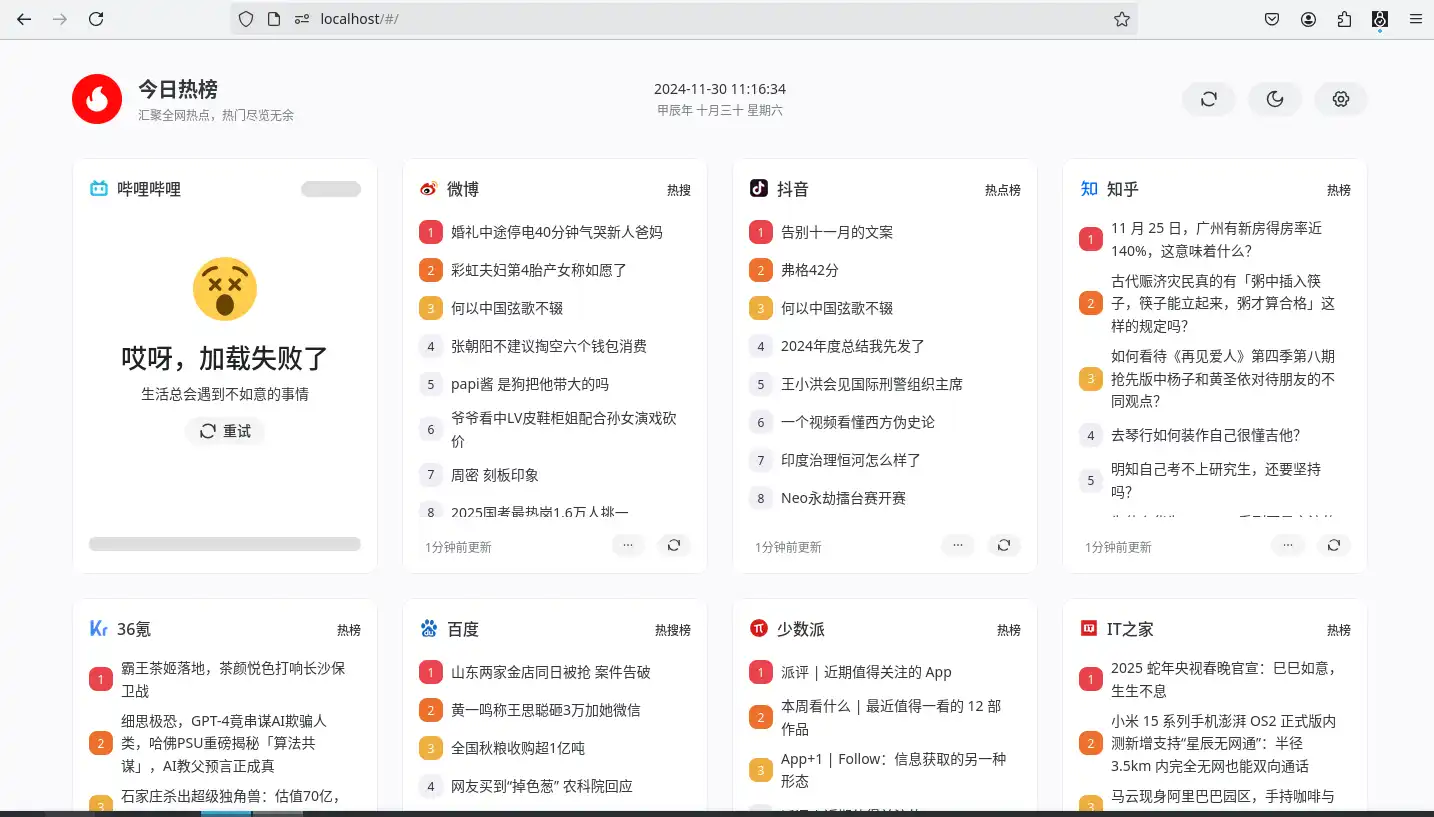 localhost/#/
今日热榜
汇聚全网热点，热门尽览无余
2024-11-30 11:16:34
甲辰年 十月三十 星期六
哔哩哔哩
哎呀，加载失败了
生活总会遇到不如意的事情
重试
微博
热搜
1 婚礼中途停电40分钟气哭新人爸妈
2 彩虹夫妇第4胎产女称如愿了
3 何以中国弦歌不辍
4 张朝阳不建议掏空六个钱包消费
5 papi酱 是狗把他带大的吗
6 爷爷看中LV皮鞋柜姐配合孙女演戏砍
价
7 周密 刻板印象
8 2025国考最热岗1.6万人挑一
1分钟前更新
抖音
热点榜
1 告别十一月的文案
2 弗格42分
3 何以中国弦歌不辍
4 2024年度总结我先发了
5 王小洪会见国际刑警组织主席
6 一个视频看懂西方伪史论
7 印度治理恒河怎么样了
8 Neo永劫擂台赛开赛
1分钟前更新
知 知乎
热榜
1 11 月 25 日，广州有新房得房率近
140%，这意味着什么？
2 古代赈济灾民真的有「粥中插入筷
子，筷子能立起来，粥才算合格」这
样的规定吗？
3 如何看待《再见爱人》第四季第八期
抢先版中杨子和黄圣依对待朋友的不
同观点？
4 去琴行如何装作自己很懂吉他？
5 明知自己考不上研究生，还要坚持
吗？
1分钟前更新
Kr 36氪
热榜
1 霸王茶姬落地，茶颜悦色打响长沙保
卫战
2 细思极恐，GPT-4竟串谋AI欺骗人
类，哈佛PSU重磅揭秘「算法共
谋」，AI教父预言正成真
3 石家庄杀出超级独角兽：估值70亿，
du 百度
热搜榜
1 山东两家金店同日被抢 案件告破
2 黄一鸣称王思聪砸3万加她微信
3 全国秋粮收购超1亿吨
4 网友买到“掉色葱” 农科院回应
π 少数派
热榜
1 派评 | 近期值得关注的 App
2 本周看什么 | 最近值得一看的 12 部
作品
3 App+1 | Follow：信息获取的另一种
形态
IT IT之家
热榜
1 2025 蛇年央视春晚官宣：巳巳如意，
生生不息
2 小米 15 系列手机澎湃 OS2 正式版内
测新增支持“星辰无网通”：半径
3.5km 内完全无网也能双向通话
3 马云现身阿里巴巴园区，手持咖啡与